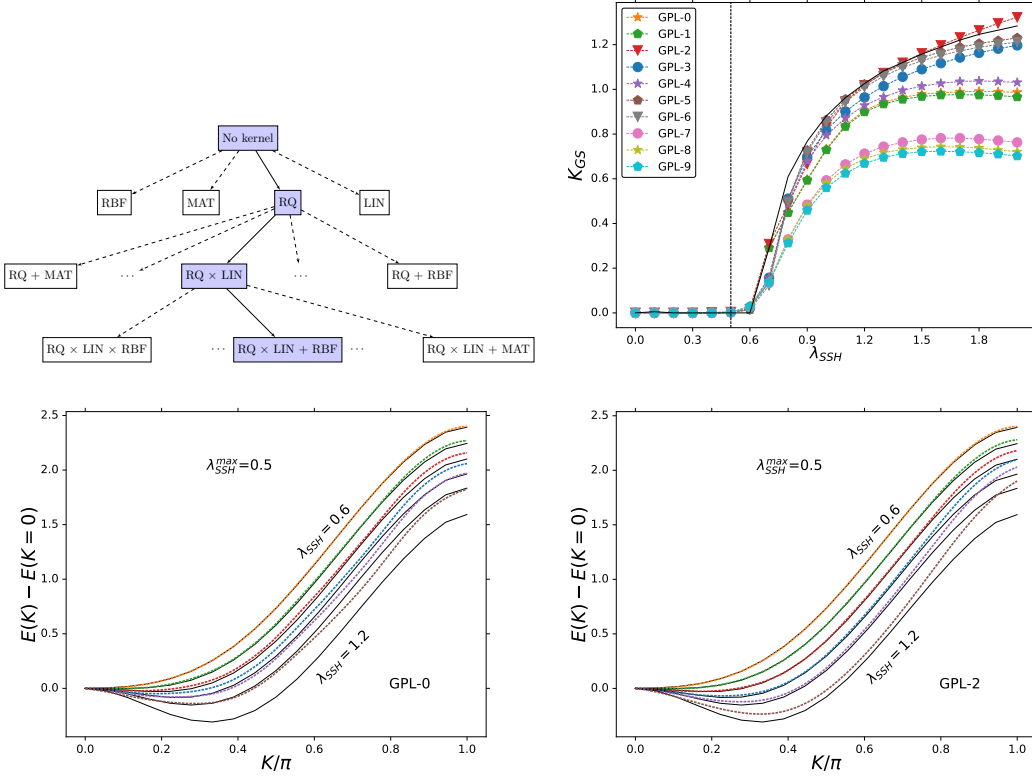 No kernel
RBF
MAT
RQ
LIN
RQ + MAT
...
RQ × LIN
...
RQ + RBF
RQ × LIN × RBF
...
RQ × LIN + RBF
...
RQ × LIN + MAT
GPL-0
GPL-1
GPL-2
GPL-3
GPL-4
GPL-5
GPL-6
GPL-7
GPL-8
GPL-9
K_GS
1.2
1.0
0.8
0.6
0.4
0.2
0.0
0.0 0.3 0.6 0.9 1.2 1.5 1.8
λ_SSH
E(K) − E(K = 0)
2.5
2.0
1.5
1.0
0.5
0.0
λ_SSH^max=0.5
λ_SSH = 0.6
λ_SSH = 1.2
GPL-0
0.0 0.2 0.4 0.6 0.8 1.0
K/π
E(K) − E(K = 0)
2.5
2.0
1.5
1.0
0.5
0.0
λ_SSH^max=0.5
λ_SSH = 0.6
λ_SSH = 1.2
GPL-2
0.0 0.2 0.4 0.6 0.8 1.0
K/π